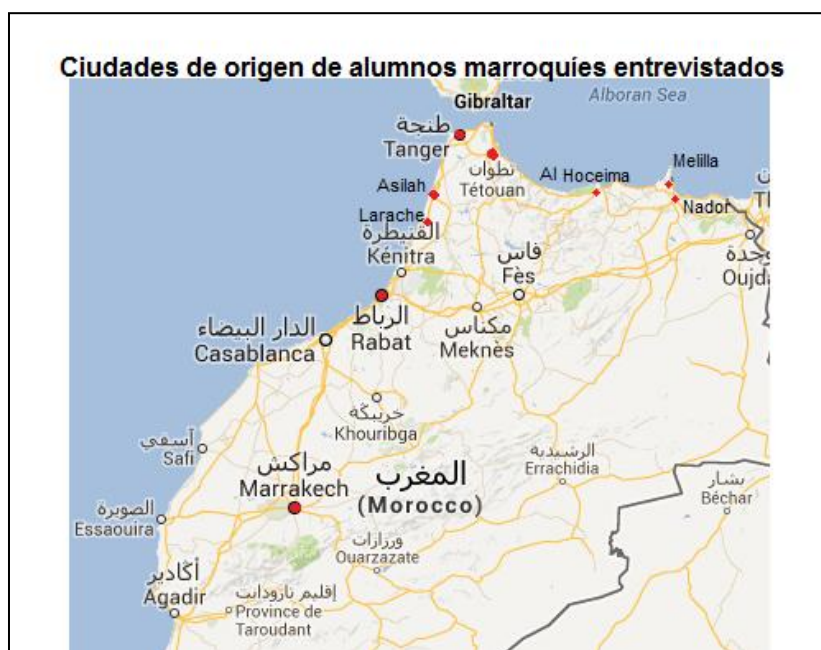 Ciudades de origen de alumnos marroquíes entrevistados
Gibraltar
Alboran Sea
طنجة
Tanger
تطوان
Tétouan
Al Hoceima
Melilla
Nador
Asilah
Larache
القنيطرة
Kénitra
فاس
Fès
وجدة
Oujda
الرباط
Rabat
مكناس
Meknès
الدار البيضاء
Casablanca
خريبڭة
Khouribga
آسفي
Safi
مراكش
Marrakech
المغرب
(Morocco)
الرشيدية
Errachidia
بشار
Béchar
الصويرة
Essaouira
ورزازات
Ouarzazate
أڭادير
Agadir
إقليم تارودانت
Province de
Taroudant